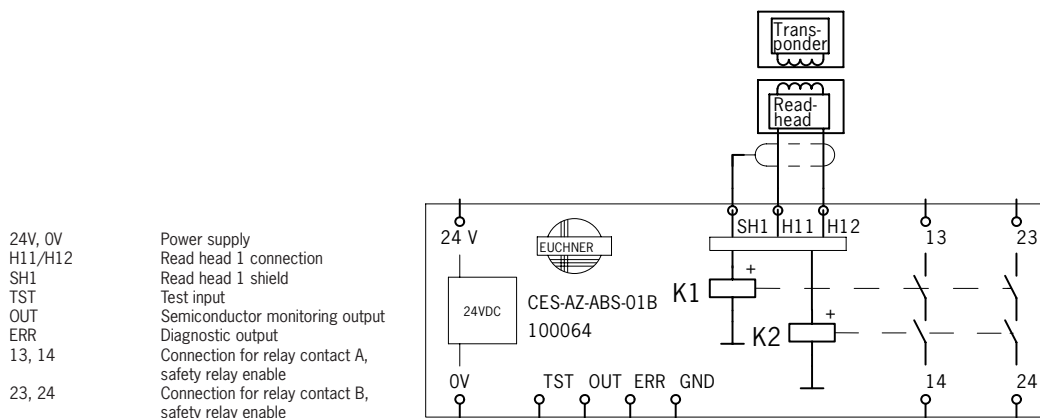 Trans-
ponder
Read-
head
24 V
EUCHNER
SH1 H11 H12
13
23
24VDC
CES-AZ-ABS-01B
100064
K1
+
K2
+
0V
TST OUT ERR GND
14
24
24V, 0V Power supply
H11/H12 Read head 1 connection
SH1 Read head 1 shield
TST Test input
OUT Semiconductor monitoring output
ERR Diagnostic output
13, 14 Connection for relay contact A,
safety relay enable
23, 24 Connection for relay contact B,
safety relay enable